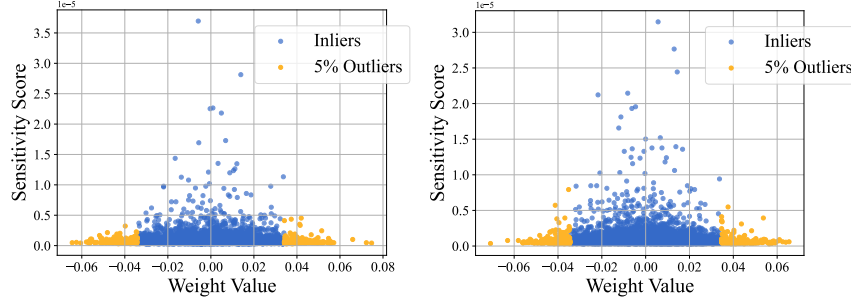 1e-5
3.5
3.0
2.5
2.0
1.5
1.0
0.5
0.0
Sensitivity Score
Inliers
5% Outliers
−0.06 −0.04 −0.02 0.00 0.02 0.04 0.06 0.08
Weight Value
1e-5
3.0
2.5
2.0
1.5
1.0
0.5
0.0
Sensitivity Score
Inliers
5% Outliers
−0.06 −0.04 −0.02 0.00 0.02 0.04 0.06
Weight Value